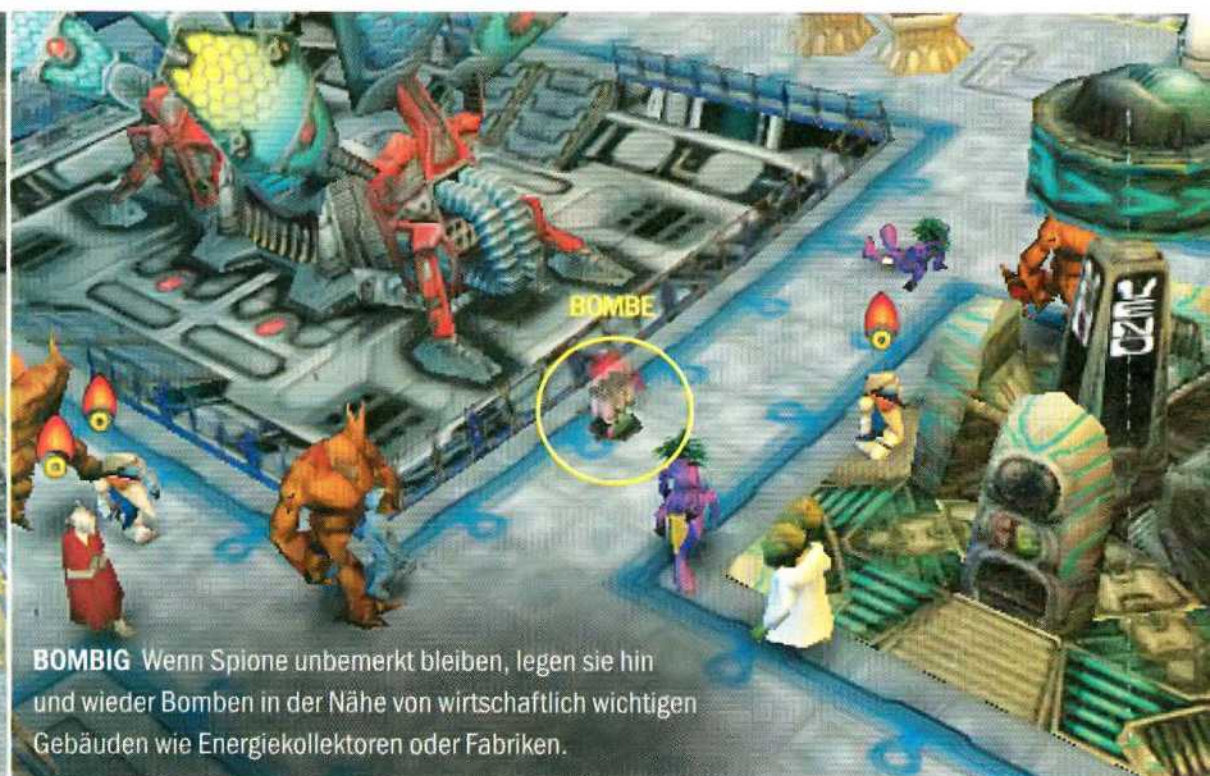 BOMBE
VEND
BOMBIG Wenn Spione unbemerkt bleiben, legen sie hin
und wieder Bomben in der Nähe von wirtschaftlich wichtigen
Gebäuden wie Energiekollektoren oder Fabriken.